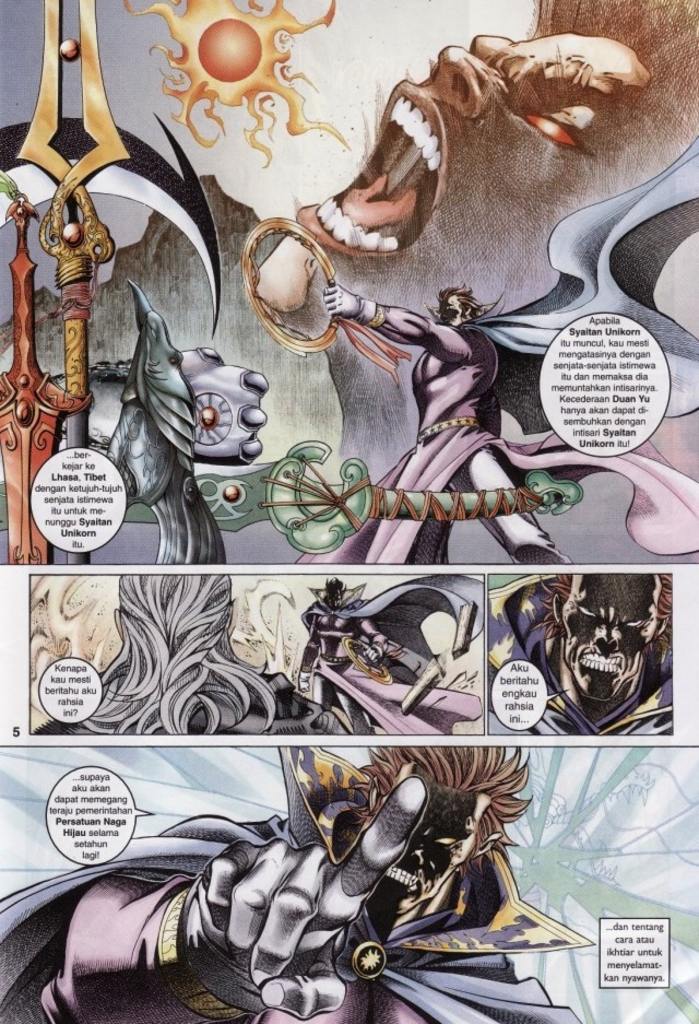 Apabila
Syaitan Unikorn
itu muncul, kau mesti
mengatasinya dengan
senjata-senjata istimewa
itu dan memaksa dia
memuntahkan intisarinya.
Kecederaan Duan Yu
hanya akan dapat di-
sembuhkan dengan
intisari Syaitan
Unikorn itu!
...ber-
kejar ke
Lhasa, Tibet
dengan ketujuh-tujuh
senjata istimewa
itu untuk me-
nunggu Syaitan
Unikorn
itu.
Kenapa
kau mesti
beritahu aku
rahsia
ini?
Aku
beritahu
engkau
rahsia
ini...
5
...supaya
aku akan
dapat memegang
teraju pemerintahan
Persatuan Naga
Hijau selama
setahun
lagi!
...dan tentang
cara atau
ikhtiar untuk
menyelamat-
kan nyawanya.